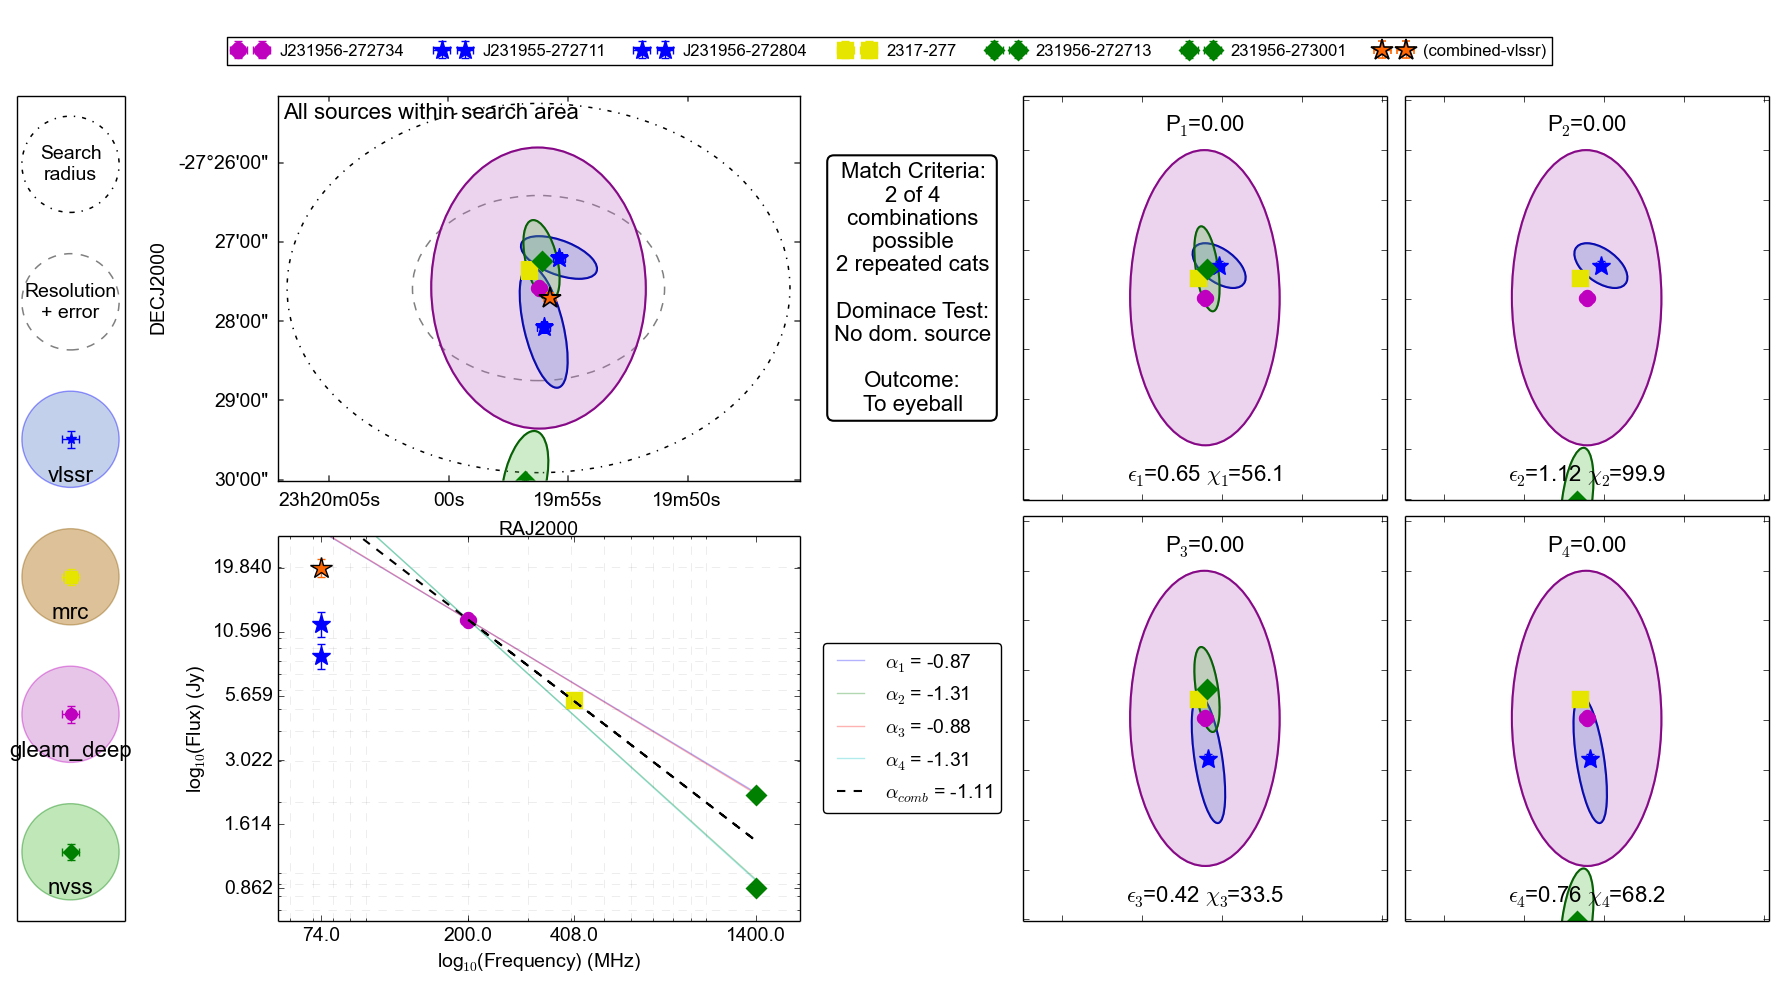 J231956-272734 J231955-272711 J231956-272804 2317-277 231956-272713 231956-273001 (combined-vlssr)
Search
radius
Resolution
+ error
vlssr
mrc
gleam_deep
nvss
All sources within search area
DECJ2000
-27°26'00"
27'00"
28'00"
29'00"
30'00"
23h20m05s 00s 19m55s 19m50s
RAJ2000
Match Criteria:
2 of 4
combinations
possible
2 repeated cats
Dominace Test:
No dom. source
Outcome:
To eyeball
P1=0.00
ϵ1=0.65 χ1=56.1
P2=0.00
ϵ2=1.12 χ2=99.9
log10(Flux) (Jy)
19.840
10.596
5.659
3.022
1.614
0.862
74.0 200.0 408.0 1400.0
log10(Frequency) (MHz)
α1 = -0.87
α2 = -1.31
α3 = -0.88
α4 = -1.31
αcomb = -1.11
P3=0.00
ϵ3=0.42 χ3=33.5
P4=0.00
ϵ4=0.76 χ4=68.2